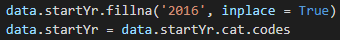 data.startYr.fillna('2016', inplace = True)
data.startYr = data.startYr.cat.codes